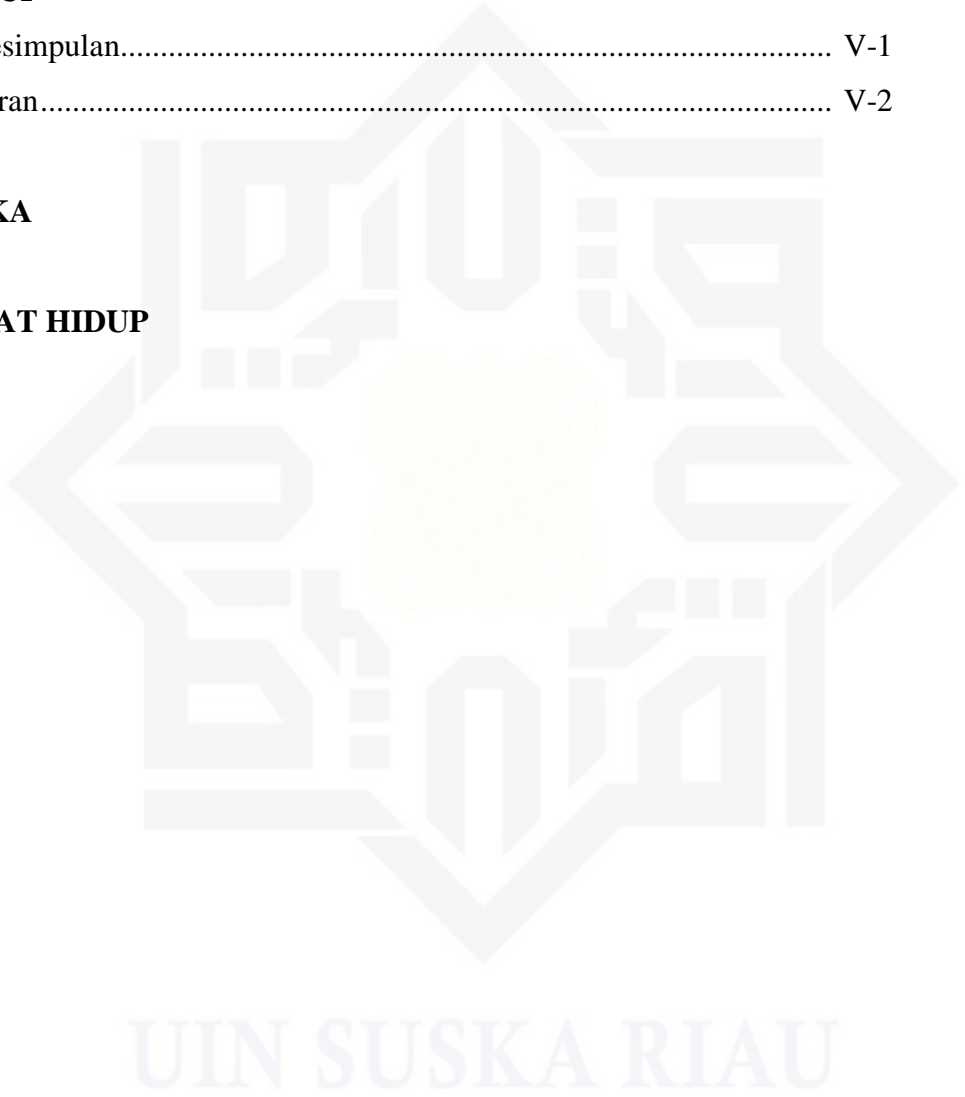 esimpulan........................................................................................ V-1
ran................................................................................................... V-2
KA
AT HIDUP
UIN SUSKA RIAU